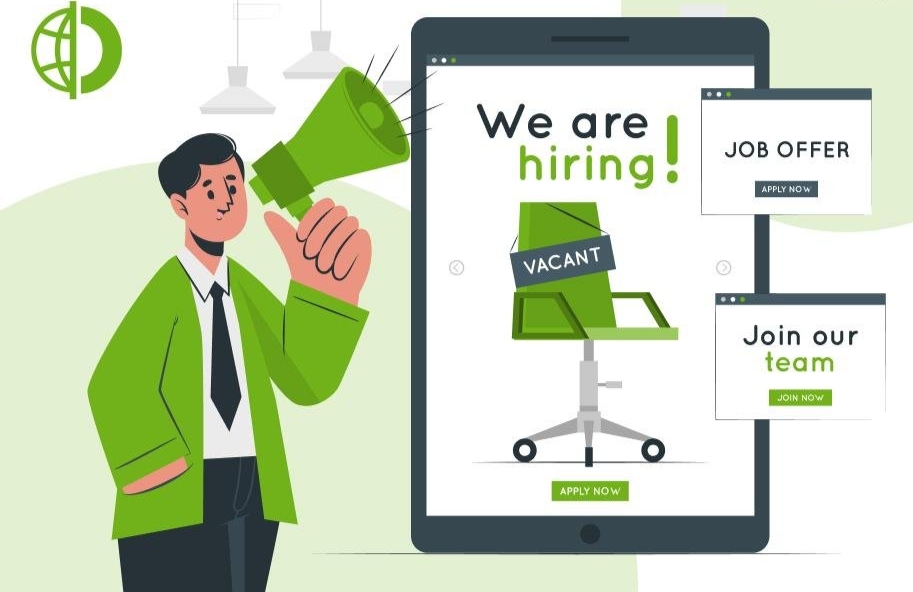 We are
hiring!
VACANT
APPLY NOW
JOB OFFER
APPLY NOW
Join our
team
JOIN NOW